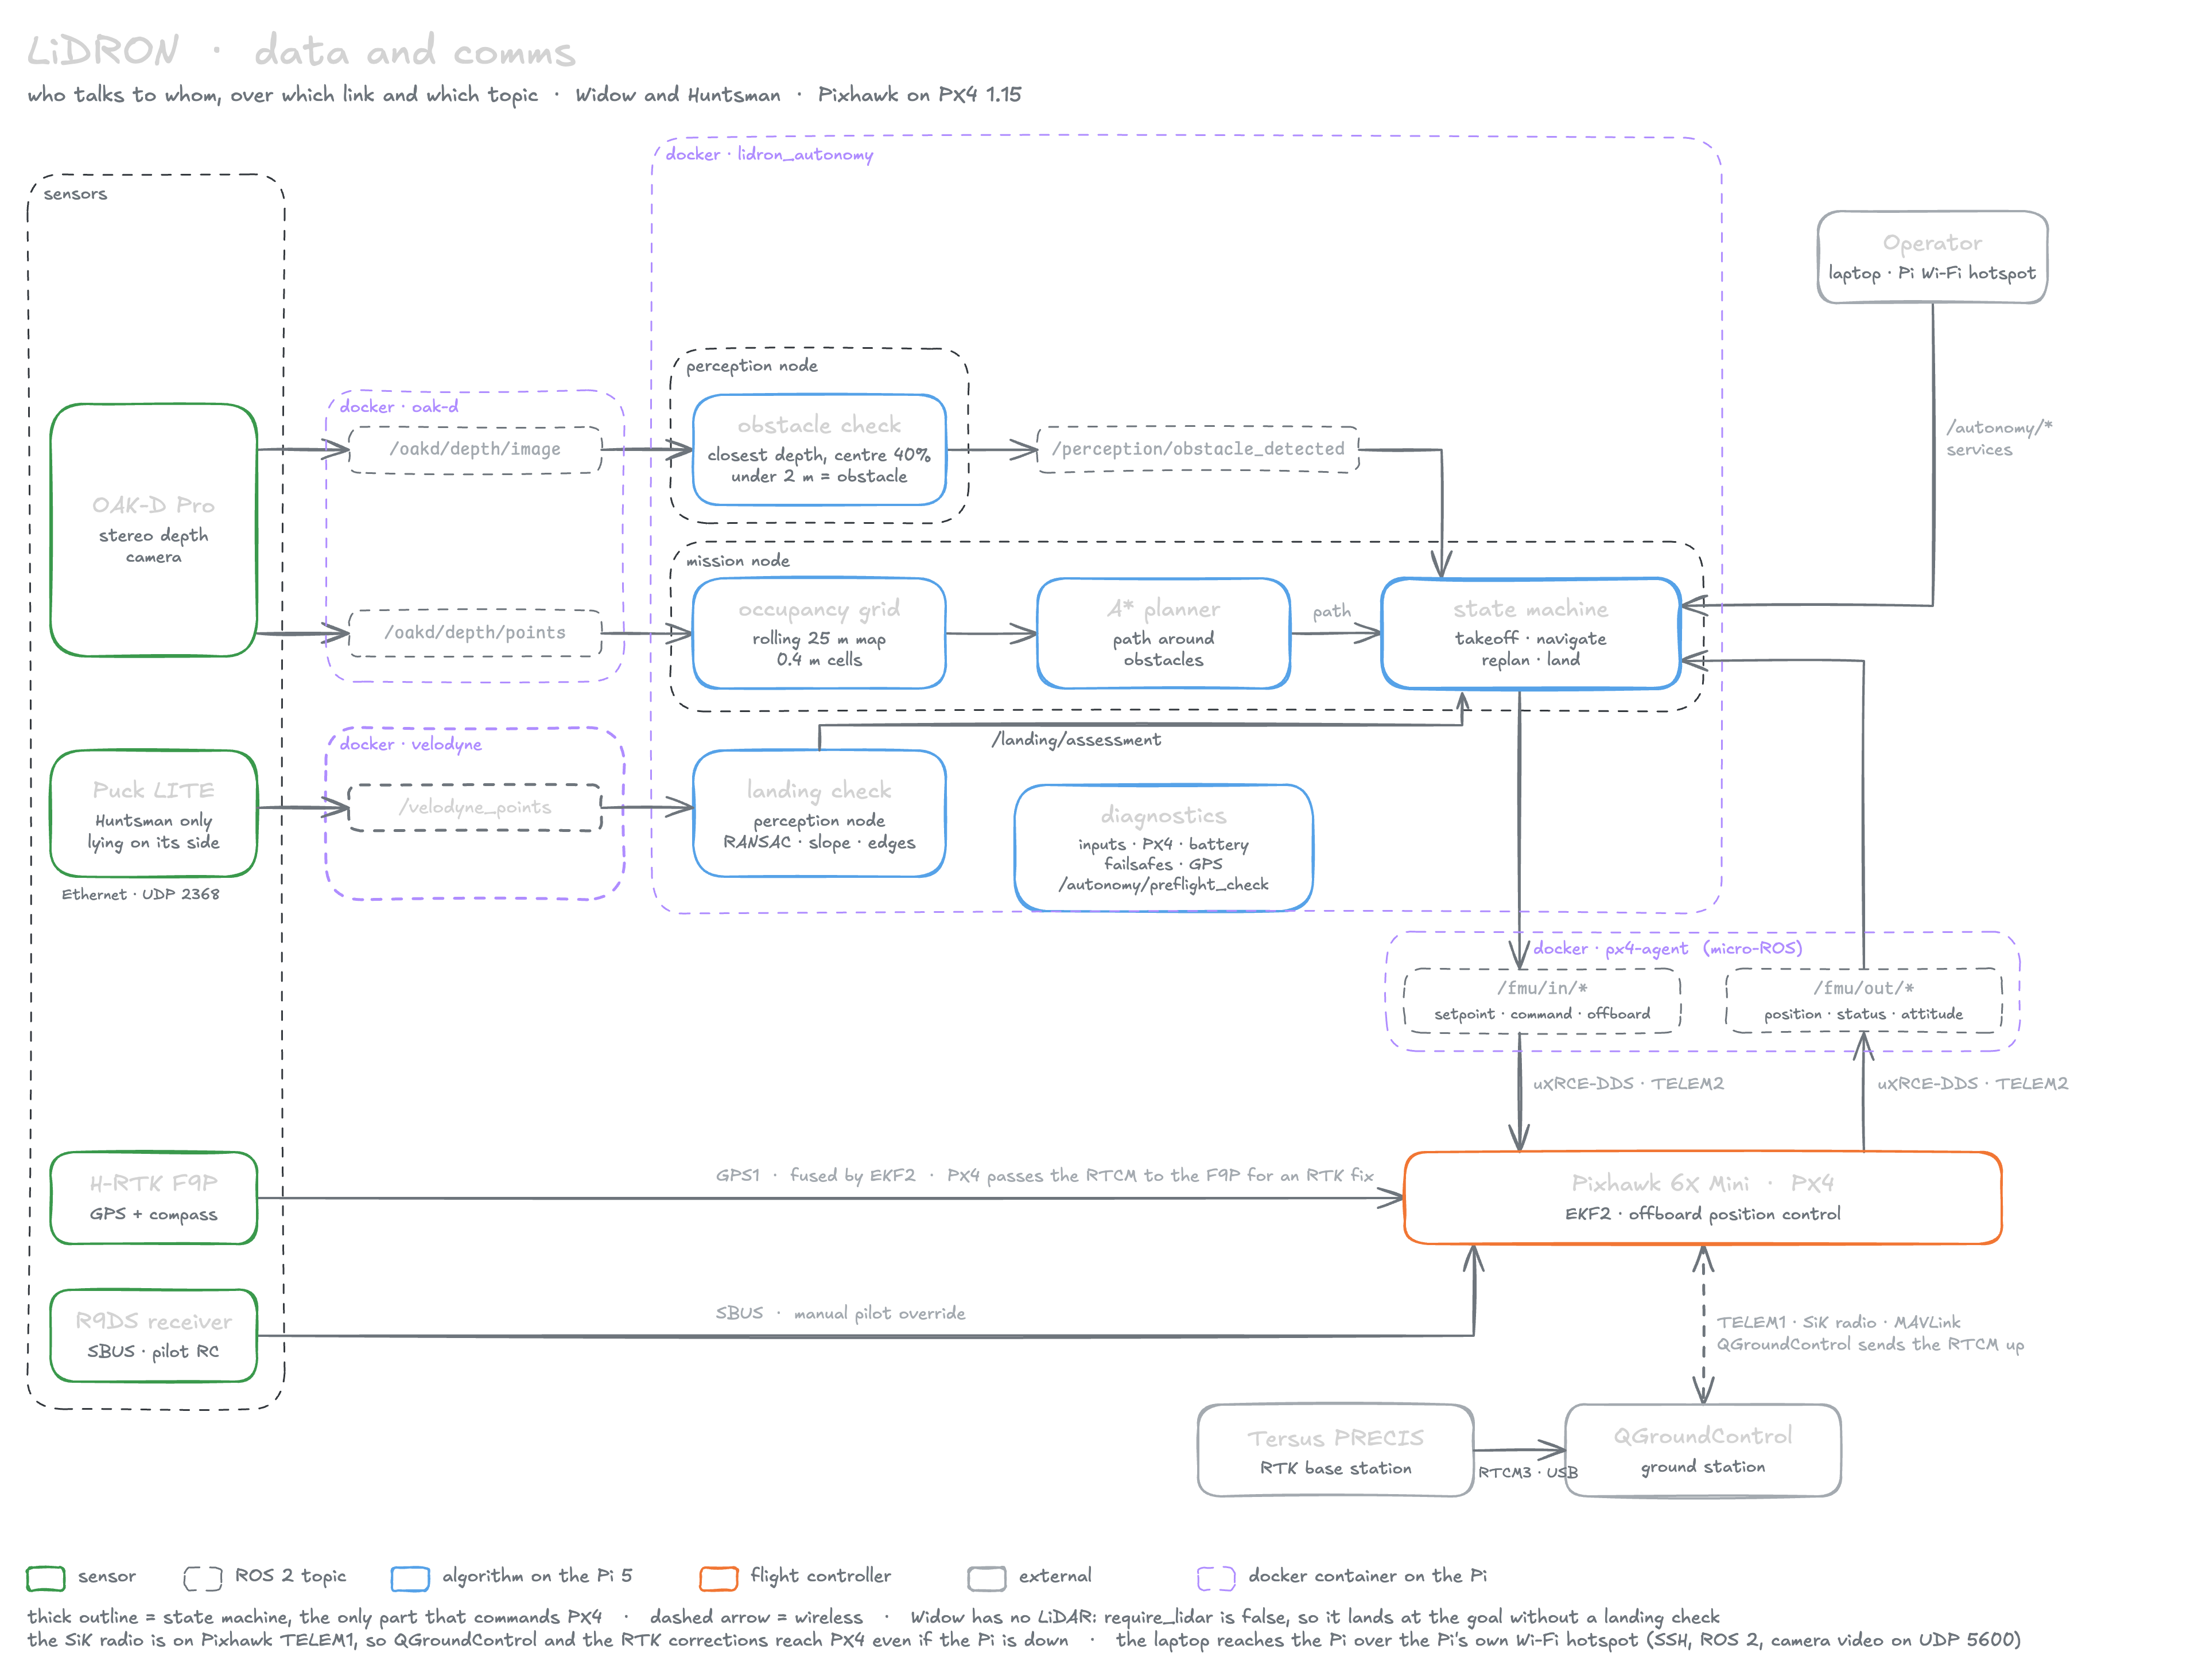 LiDRON · data and comms
who talks to whom, over which link and which topic · Widow and Huntsman · Pixhawk on PX4 1.15
sensors
OAK-D Pro
stereo depth
camera
Puck LITE
Huntsman only
lying on its side
Ethernet · UDP 2368
H-RTK F9P
GPS + compass
R9DS receiver
SBUS · pilot RC
docker · oak-d
/oakd/depth/image
/oakd/depth/points
docker · velodyne
/velodyne_points
docker · lidron_autonomy
perception node
obstacle check
closest depth, centre 40%
under 2 m = obstacle
/perception/obstacle_detected
mission node
occupancy grid
rolling 25 m map
0.4 m cells
A* planner
path around
obstacles
path
state machine
takeoff · navigate
replan · land
/landing/assessment
landing check
perception node
RANSAC · slope · edges
diagnostics
inputs · PX4 · battery
failsafes · GPS
/autonomy/preflight_check
Operator
laptop · Pi Wi-Fi hotspot
/autonomy/*
services
docker · px4-agent (micro-ROS)
/fmu/in/*
setpoint · command · offboard
/fmu/out/*
position · status · attitude
uXRCE-DDS · TELEM2
uXRCE-DDS · TELEM2
GPS1 · fused by EKF2 · PX4 passes the RTCM to the F9P for an RTK fix
Pixhawk 6X Mini · PX4
EKF2 · offboard position control
SBUS · manual pilot override
TELEM1 · SiK radio · MAVLink
QGroundControl sends the RTCM up
Tersus PRECIS
RTK base station
RTCM3 · USB
QGroundControl
ground station
sensor
ROS 2 topic
algorithm on the Pi 5
flight controller
external
docker container on the Pi
thick outline = state machine, the only part that commands PX4 · dashed arrow = wireless · Widow has no LiDAR: require_lidar is false, so it lands at the goal without a landing check
the SiK radio is on Pixhawk TELEM1, so QGroundControl and the RTK corrections reach PX4 even if the Pi is down · the laptop reaches the Pi over the Pi's own Wi-Fi hotspot (SSH, ROS 2, camera video on UDP 5600)